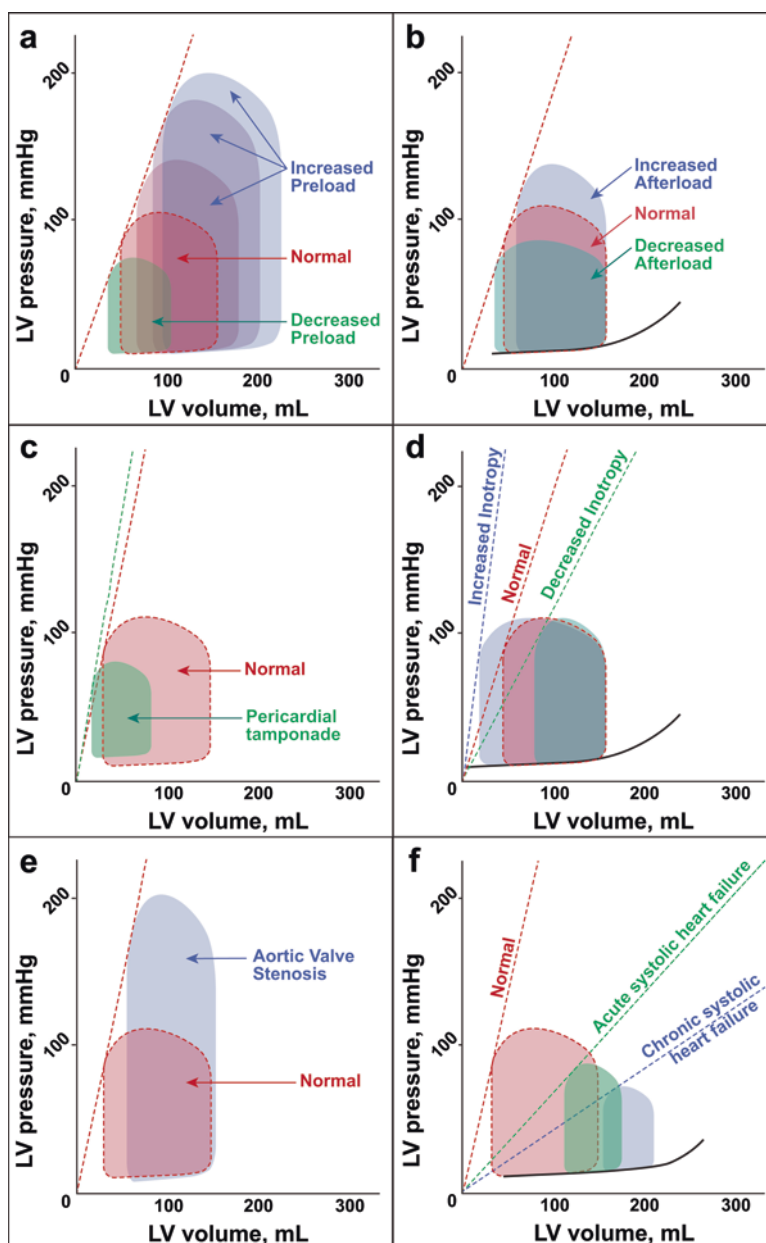 a
200
100
0
LV pressure, mmHg
Increased
Preload
Normal
Decreased
Preload
100
200
300
LV volume, mL
b
200
100
0
LV pressure, mmHg
Increased
Afterload
Normal
Decreased
Afterload
100
200
300
LV volume, mL
c
200
100
0
LV pressure, mmHg
Normal
Pericardial
tamponade
100
200
300
LV volume, mL
d
200
100
0
LV pressure, mmHg
Increased Inotropy
Normal
Decreased Inotropy
100
200
300
LV volume, mL
e
200
100
0
LV pressure, mmHg
Aortic Valve
Stenosis
Normal
100
200
300
LV volume, mL
f
200
100
0
LV pressure, mmHg
Normal
Acute systolic heart failure
Chronic systolic
heart failure
100
200
300
LV volume, mL